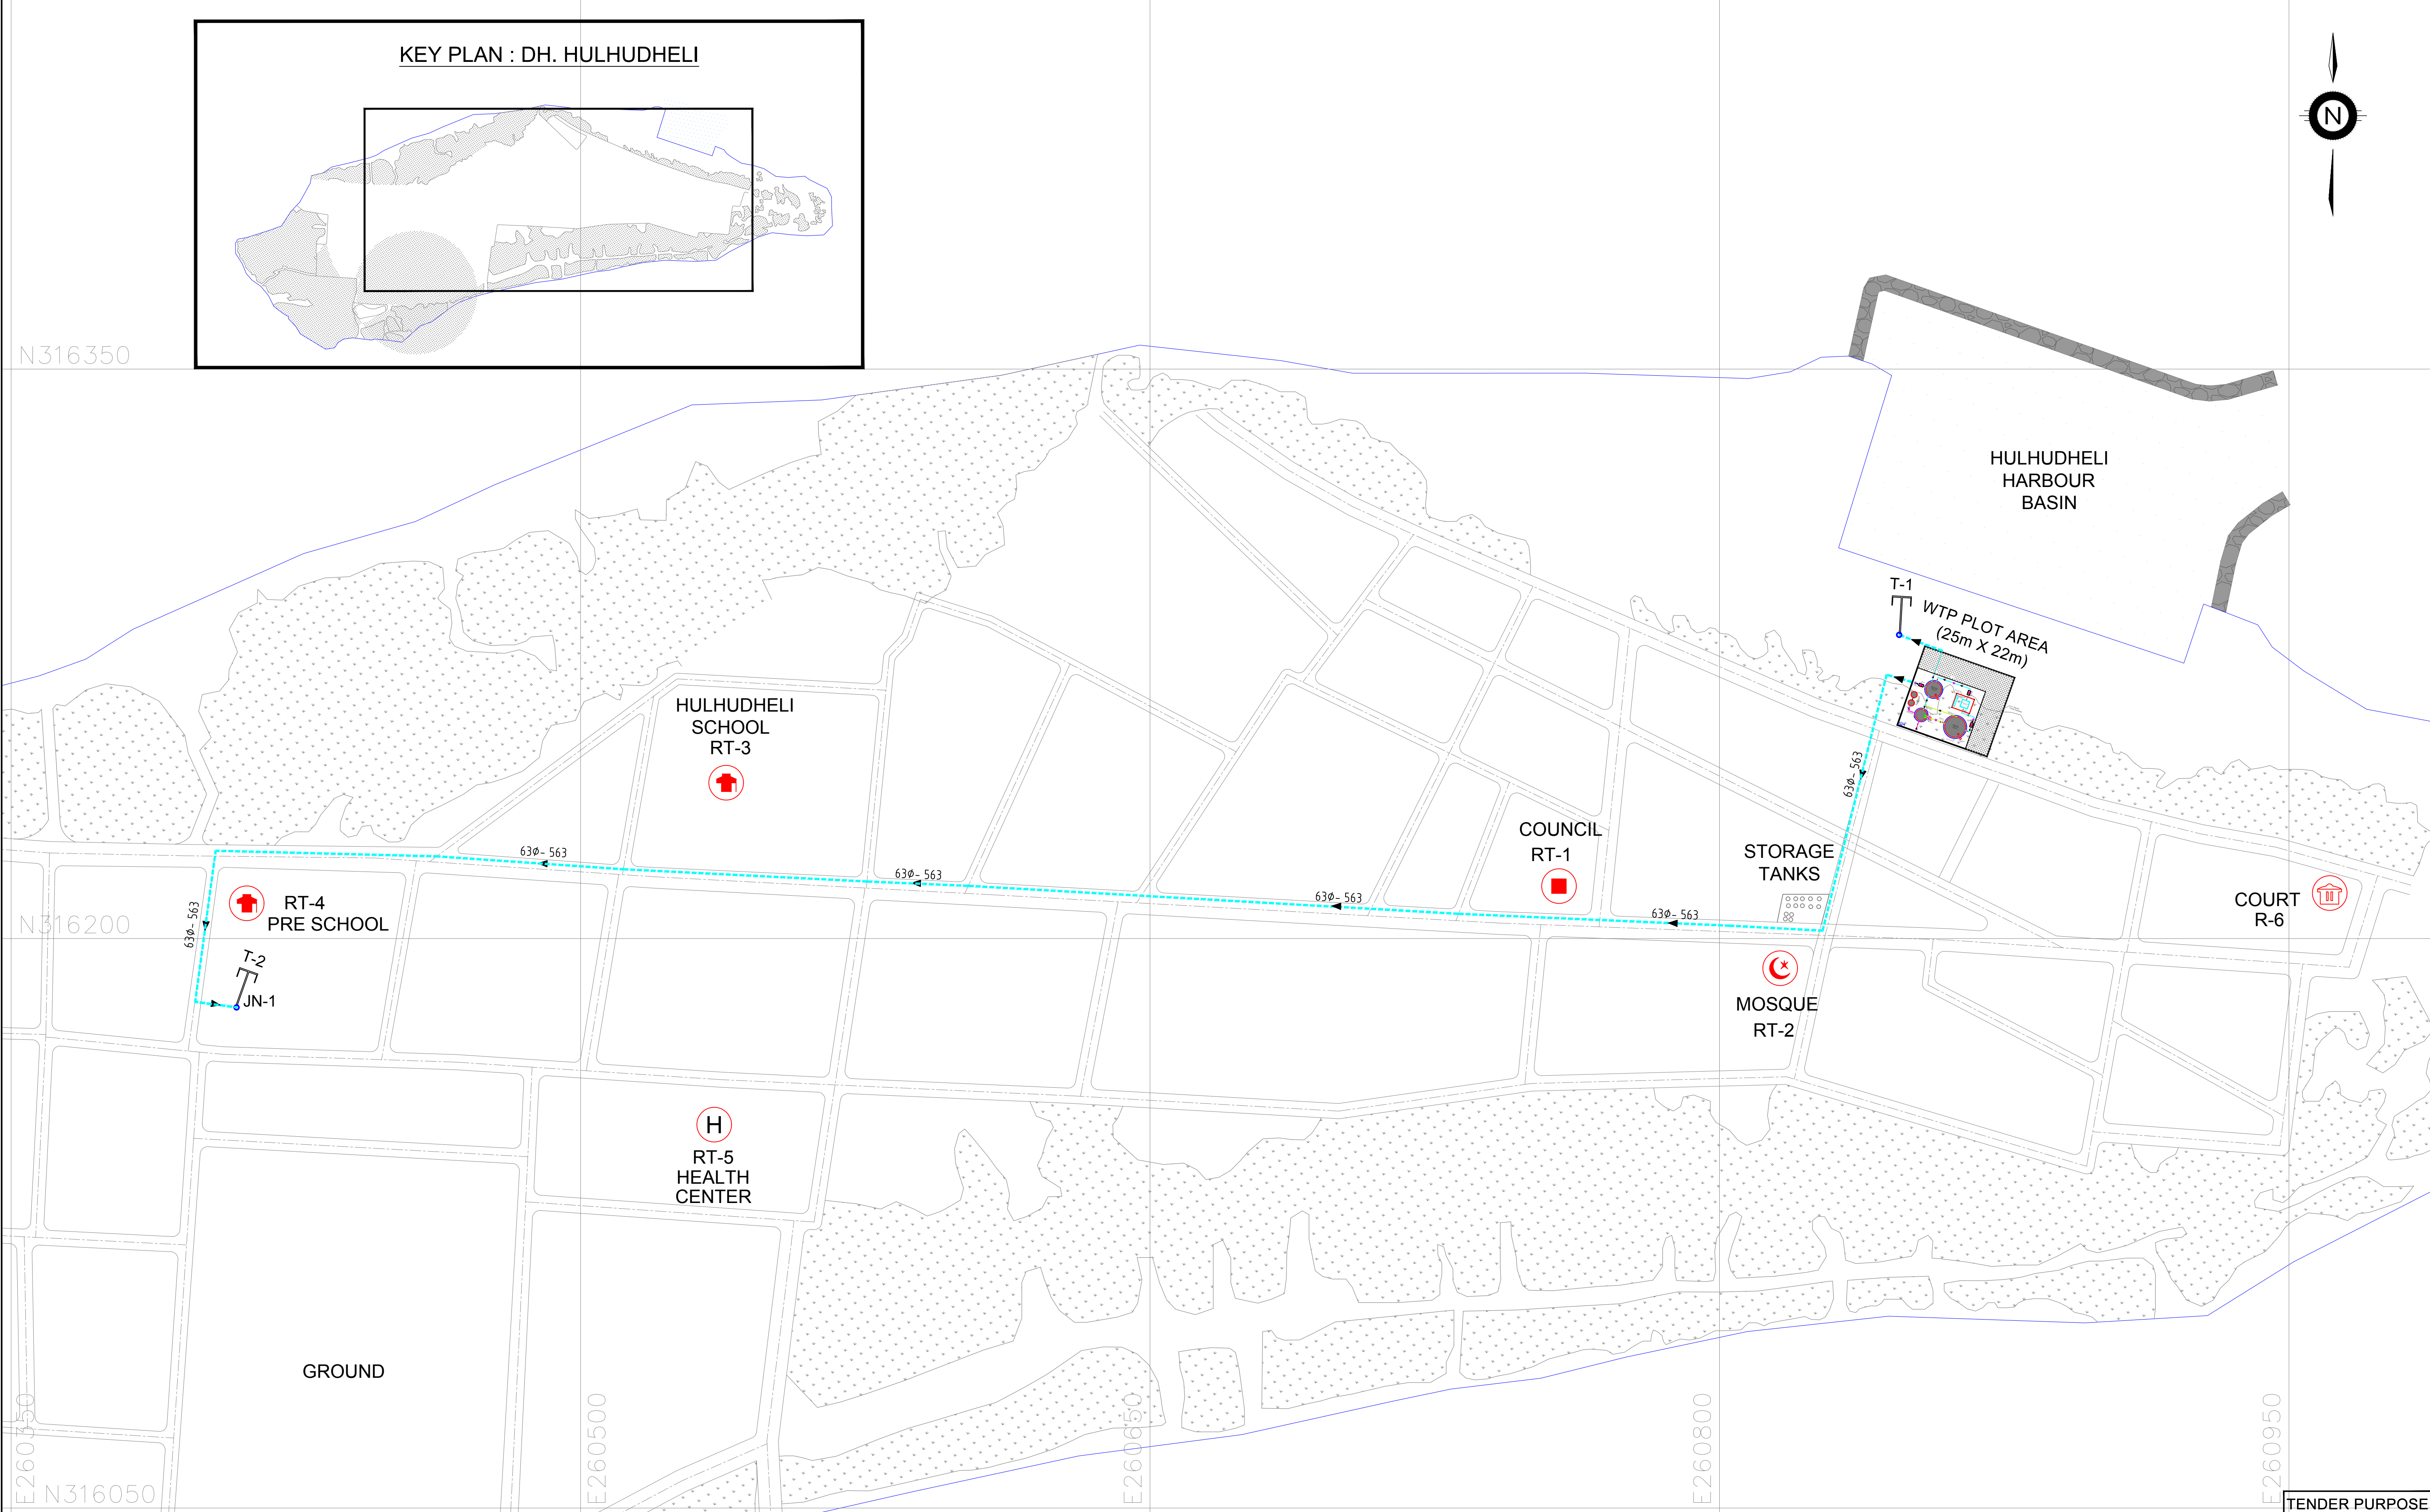 KEY PLAN : DH. HULHUDHELI
N
N316350
HULHUDHELI
HARBOUR
BASIN
T-1
WTP PLOT AREA
(25m X 22m)
HULHUDHELI
SCHOOL
RT-3
63Ø- 563
COUNCIL
RT-1
STORAGE
TANKS
63Ø- 563
63Ø- 563
63Ø- 563
63Ø- 563
COURT
R-6
RT-4
PRE SCHOOL
63Ø- 563
N316200
T-2
JN-1
MOSQUE
RT-2
H
RT-5
HEALTH
CENTER
GROUND
E260350
E260500
E260650
E260800
E260950
N316050
TENDER PURPOSE